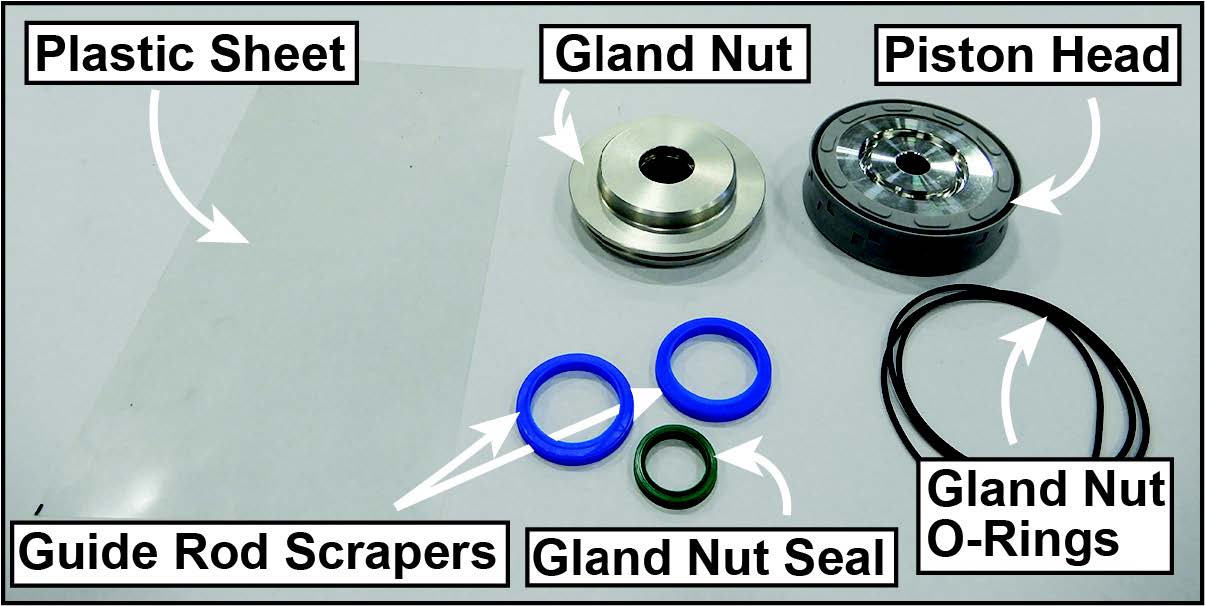 Plastic Sheet
Gland Nut
Piston Head
Guide Rod Scrapers
Gland Nut Seal
Gland Nut
O-Rings